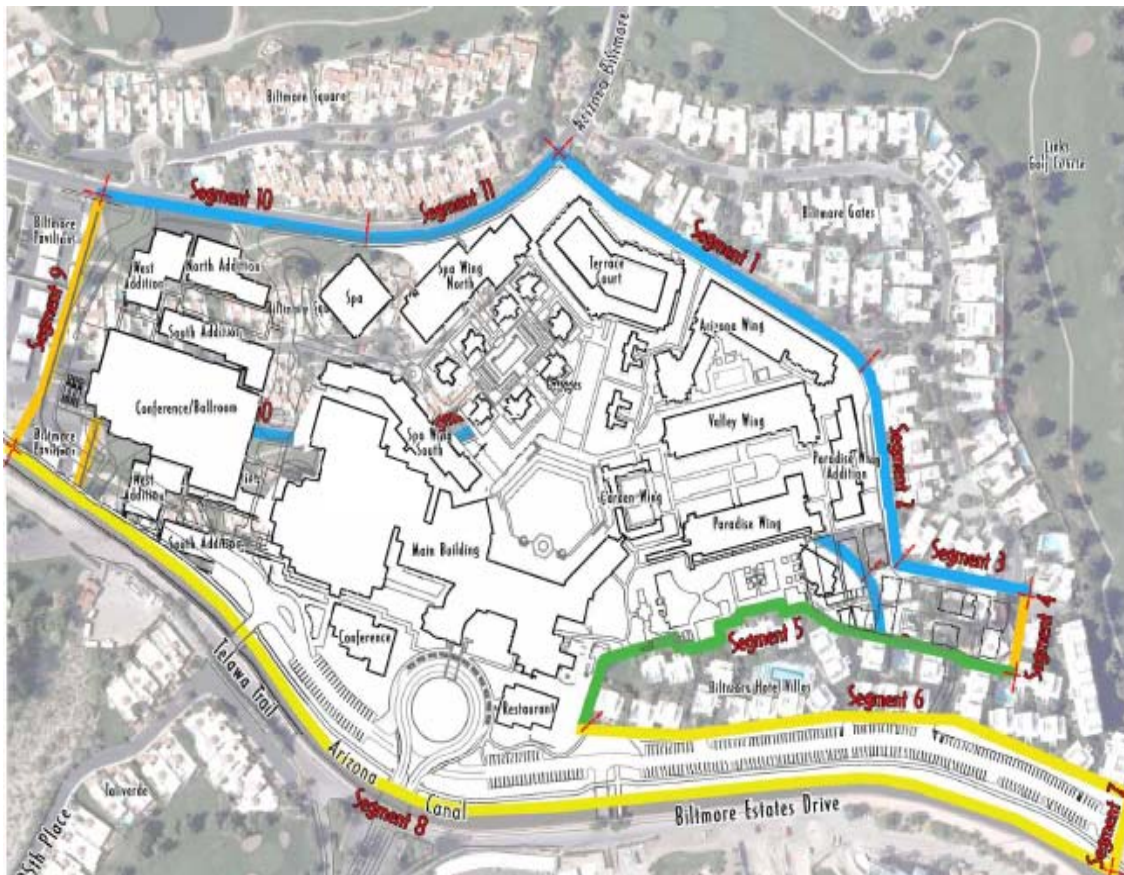 Arizona Biltmore
Biltmore Square
Links
Golf Course
Segment 10
Segment 11
Biltmore Gates
Biltmore
Pavilions
Segment 1
Spa Wing
North
Terrace
Court
West
Addition
North Addition
Spa
Segment 9
South Addition
Arizona Wing
Cottages
Conference/Ballroom
Valley Wing
Spa Wing
South
Segment 2
Biltmore
Pavilions
Paradise Wing
Addition
West
Addition
Garden Wing
Paradise Wing
South Addition
Main Building
Segment 3
Segment 4
Segment 5
Conference
Biltmore Hotel Villas
Segment 6
Restaurant
Telawa Trail
Arizona
Canal
Segment 8
Biltmore Estates Drive
Segment 7
Taliverde
25th Place